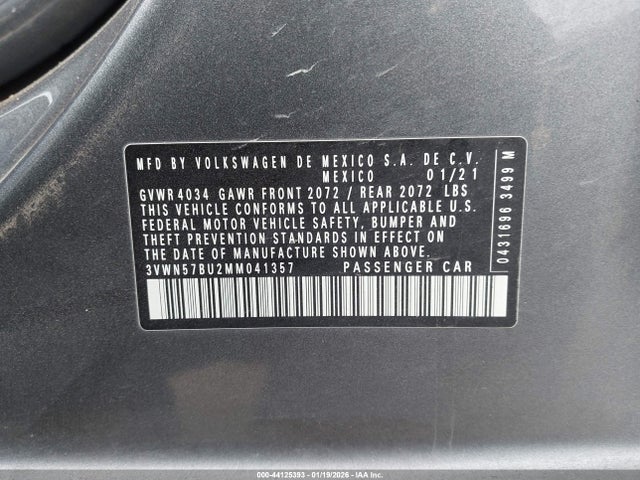 MFD BY VOLKSWAGEN DE MEXICO S.A. DE C.V.
MEXICO 01/21
GVWR 4034 GAWR FRONT 2072 / REAR 2072 LBS
THIS VEHICLE CONFORMS TO ALL APPLICABLE U.S.
FEDERAL MOTOR VEHICLE SAFETY, BUMPER AND
THEFT PREVENTION STANDARDS IN EFFECT ON
THE DATE OF MANUFACTURE SHOWN ABOVE.
3VWN57BU2MM041357 PASSENGER CAR
0431696 3499 M
000-44125393 - 01/19/2026 - IAA Inc.